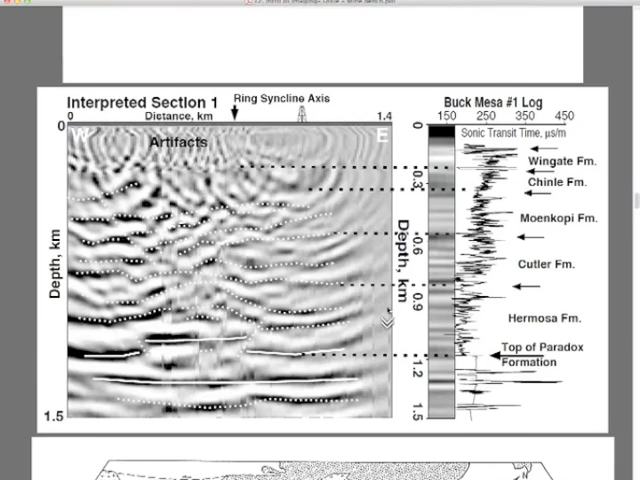 Interpreted Section 1
Ring Syncline Axis
0
Distance, km
1.4
0
W
Artifacts
E
Depth, km
1.5
Buck Mesa #1 Log
150
250
350
450
Sonic Transit Time, µs/m
0
0.3
0.6
0.9
1.2
1.5
Depth, km
Wingate Fm.
Chinle Fm.
Moenkopi Fm.
Cutler Fm.
Hermosa Fm.
Top of Paradox
Formation